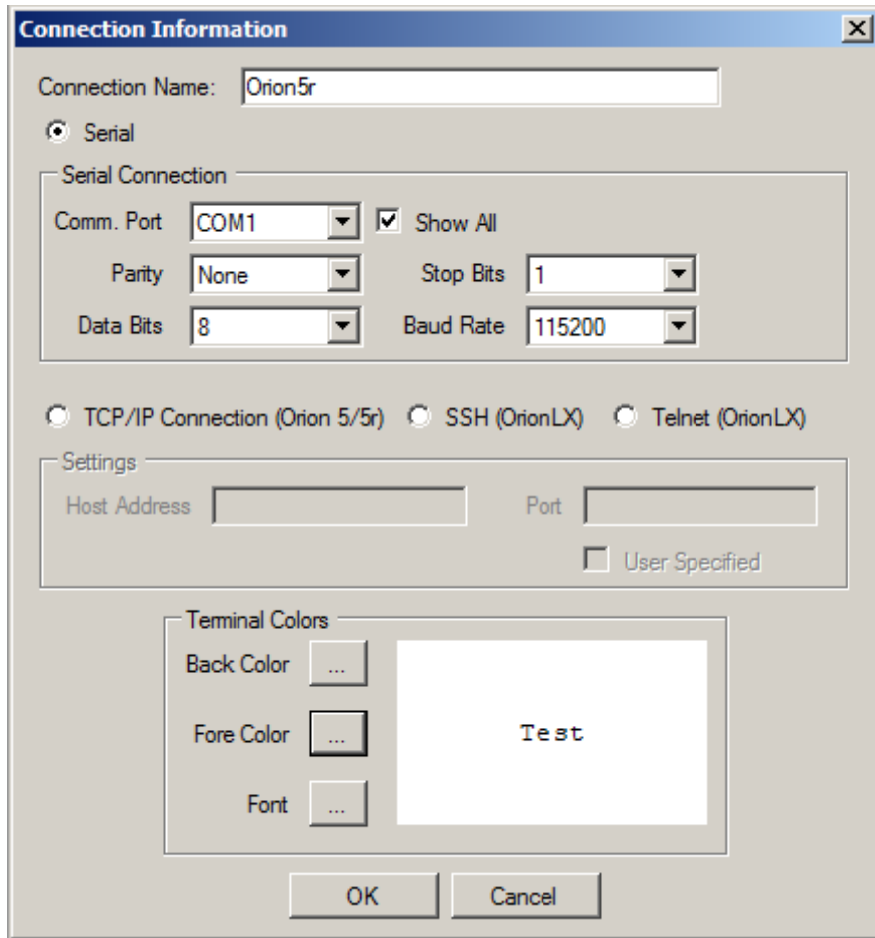 Connection Information
Connection Name: Orion5r
Serial
Serial Connection
Comm. Port COM1 Show All
Parity None Stop Bits 1
Data Bits 8 Baud Rate 115200
TCP/IP Connection (Orion 5/5r) SSH (OrionLX) Telnet (OrionLX)
Settings
Host Address Port
User Specified
Terminal Colors
Back Color ...
Fore Color ... Test
Font ...
OK Cancel